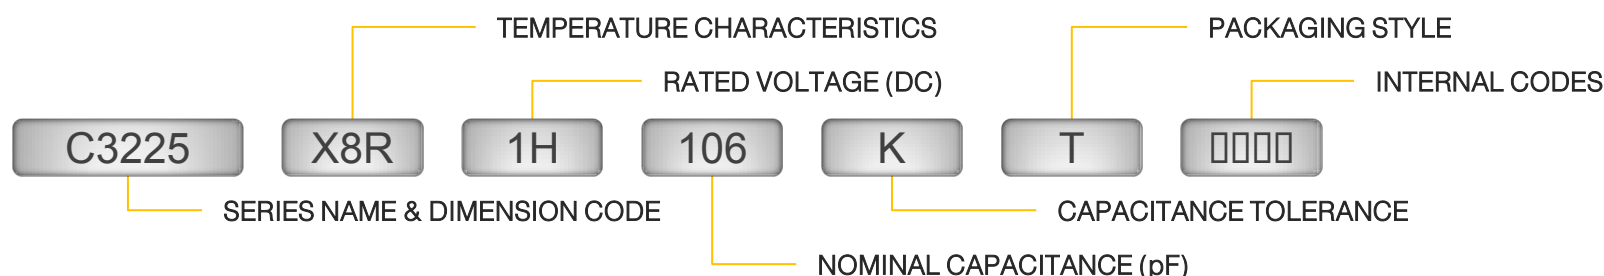 TEMPERATURE CHARACTERISTICS
PACKAGING STYLE
RATED VOLTAGE (DC)
INTERNAL CODES
C3225 X8R 1H 106 K T ▯▯▯▯
SERIES NAME & DIMENSION CODE
CAPACITANCE TOLERANCE
NOMINAL CAPACITANCE (pF)